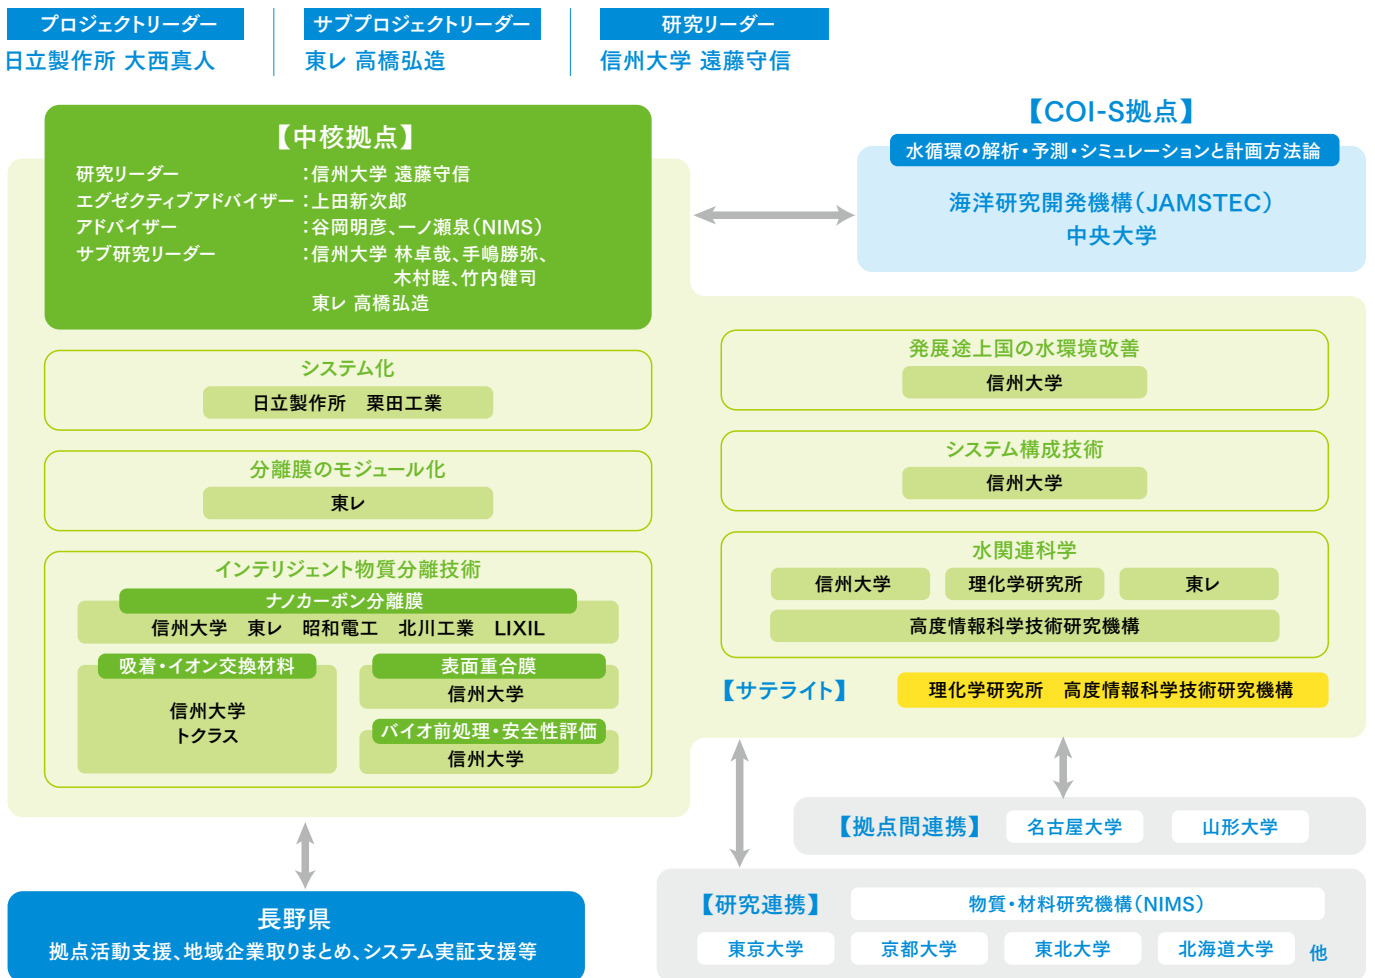 プロジェクトリーダー
日立製作所 大西真人
サブプロジェクトリーダー
東レ 高橋弘造
研究リーダー
信州大学 遠藤守信
【中核拠点】
研究リーダー :信州大学 遠藤守信
エグゼクティブアドバイザー :上田新次郎
アドバイザー :谷岡明彦、一ノ瀬泉(NIMS)
サブ研究リーダー :信州大学 林卓哉、手嶋勝弥、
木村睦、竹内健司
東レ 高橋弘造
【COI-S拠点】
水循環の解析・予測・シミュレーションと計画方法論
海洋研究開発機構(JAMSTEC)
中央大学
システム化
日立製作所 栗田工業
分離膜のモジュール化
東レ
インテリジェント物質分離技術
ナノカーボン分離膜
信州大学 東レ 昭和電工 北川工業 LIXIL
吸着・イオン交換材料
信州大学
トクラス
表面重合膜
信州大学
バイオ前処理・安全性評価
信州大学
発展途上国の水環境改善
信州大学
システム構成技術
信州大学
水関連科学
信州大学 理化学研究所 東レ
高度情報科学技術研究機構
【サテライト】 理化学研究所 高度情報科学技術研究機構
【拠点間連携】 名古屋大学 山形大学
【研究連携】 物質・材料研究機構(NIMS)
東京大学 京都大学 東北大学 北海道大学 他
長野県
拠点活動支援、地域企業取りまとめ、システム実証支援等